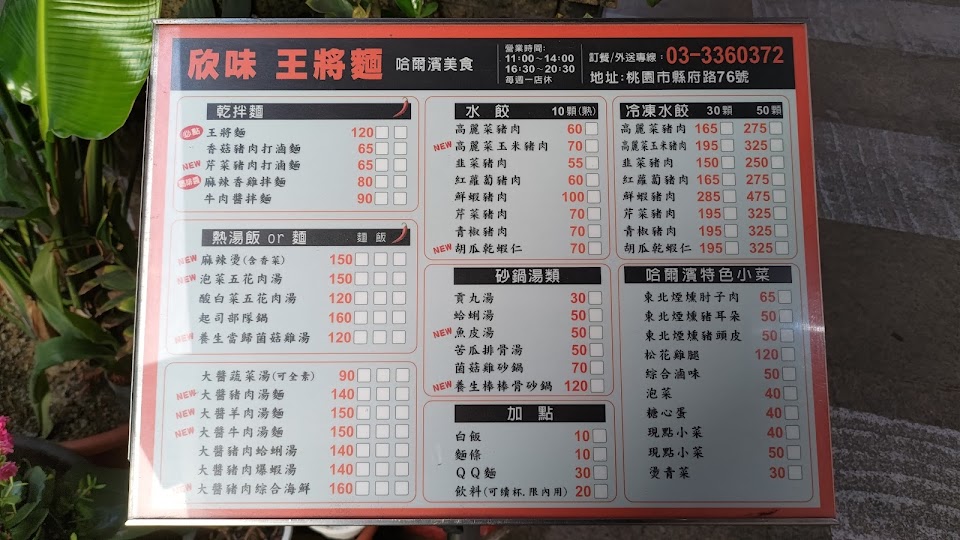 欣味 王將麵 哈爾濱美食
營業時間:
11:00~14:00
16:30~20:30
每週一店休
訂餐/外送專線:03-3360372
地址:桃園市縣府路76號
乾拌麵
必點 王將麵 120
香菇豬肉打滷麵 65
NEW 芹菜豬肉打滷麵 65
麻辣香雞拌麵 80
牛肉醬拌麵 90
熱湯飯 or 麵 麵 飯
NEW 麻辣燙(含香菜) 150
NEW 泡菜五花肉湯 150
酸白菜五花肉湯 120
起司部隊鍋 160
NEW 養生當歸菌菇雞湯 120
大醬蔬菜湯(可全素) 90
NEW 大醬豬肉湯麵 140
NEW 大醬羊肉湯麵 150
NEW 大醬牛肉湯麵 150
大醬豬肉蛤蜊湯 140
大醬豬肉爆蝦湯 140
NEW 大醬豬肉綜合海鮮 160
水餃 10顆(熱)
高麗菜豬肉 60
NEW 高麗菜玉米豬肉 70
韭菜豬肉 55
紅蘿蔔豬肉 60
鮮蝦豬肉 100
芹菜豬肉 70
青椒豬肉 70
NEW 胡瓜乾蝦仁 70
砂鍋湯類
貢丸湯 30
蛤蜊湯 50
NEW 魚皮湯 50
苦瓜排骨湯 50
菌菇雞砂鍋 70
NEW 養生棒棒骨砂鍋 120
加點
白飯 10
麵條 10
QQ麵 30
飲料(可續杯.限內用) 20
冷凍水餃 30顆 50顆
高麗菜豬肉 165 275
高麗菜玉米豬肉 195 325
韭菜豬肉 150 250
紅蘿蔔豬肉 165 275
鮮蝦豬肉 285 475
芹菜豬肉 195 325
青椒豬肉 195 325
胡瓜乾蝦仁 195 325
哈爾濱特色小菜
東北煙燻肘子肉 65
東北煙燻豬耳朵 50
東北煙燻豬頭皮 50
松花雞腿 120
綜合滷味 50
泡菜 40
糖心蛋 40
現點小菜 40
現點小菜 50
燙青菜 30